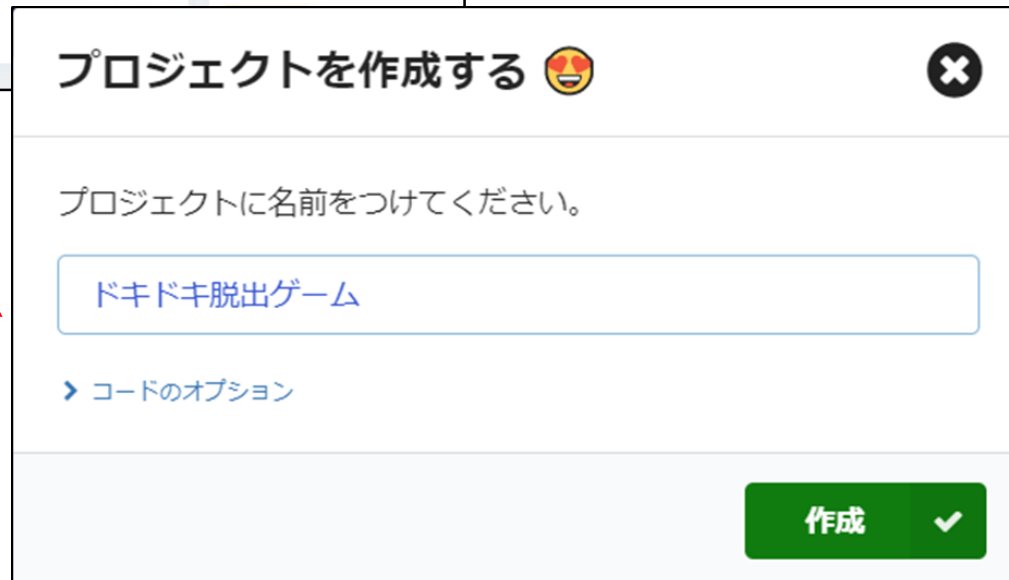 プロジェクトを作成する 😍
プロジェクトに名前をつけてください。
ドキドキ脱出ゲーム
コードのオプション
作成